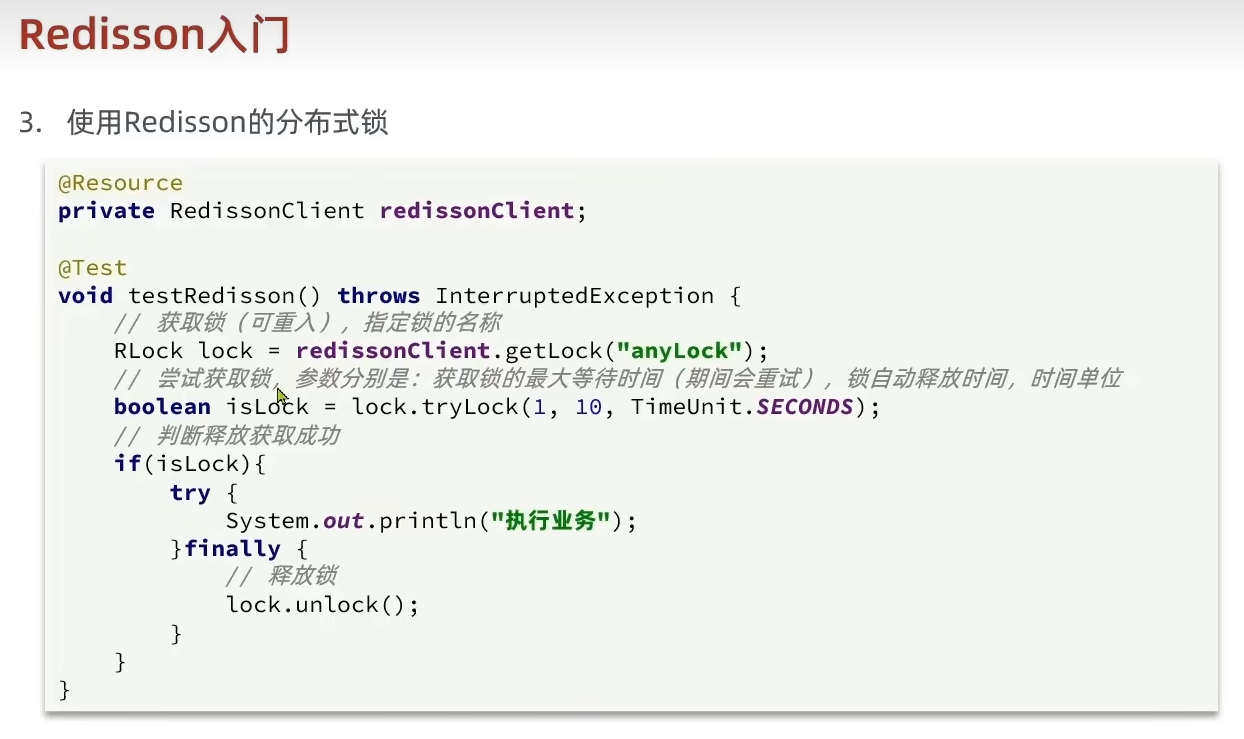 Redisson入门
3. 使用Redisson的分布式锁
@Resource
private RedissonClient redissonClient;
@Test
void testRedisson() throws InterruptedException {
    // 获取锁（可重入），指定锁的名称
    RLock lock = redissonClient.getLock("anyLock");
    // 尝试获取锁，参数分别是：获取锁的最大等待时间（期间会重试），锁自动释放时间，时间单位
    boolean isLock = lock.tryLock(1, 10, TimeUnit.SECONDS);
    // 判断释放获取成功
    if(isLock){
        try {
            System.out.println("执行业务");
        }finally {
            // 释放锁
            lock.unlock();
        }
    }
}